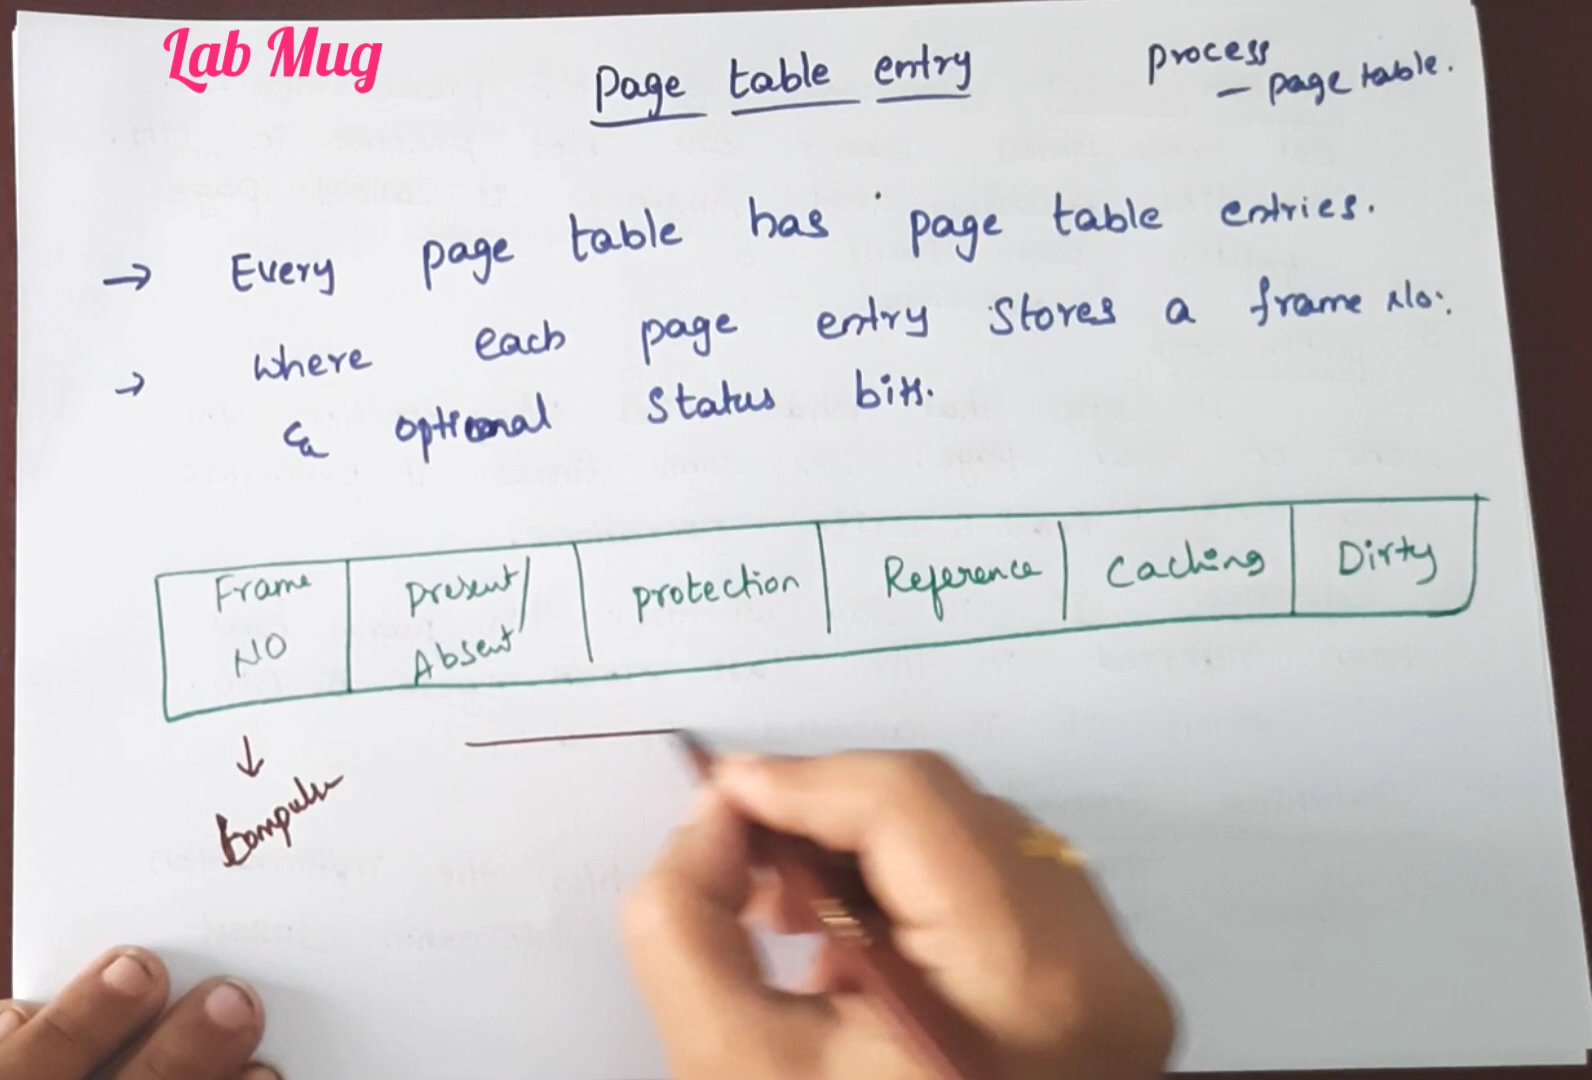 Lab Mug
Page table entry
process
- page table.
→ Every page table has page table entries.
→ where each page entry stores a frame No:
& optional status bits.
Frame NO
Present/ Absent
protection
Reference
Caching
Dirty
↓